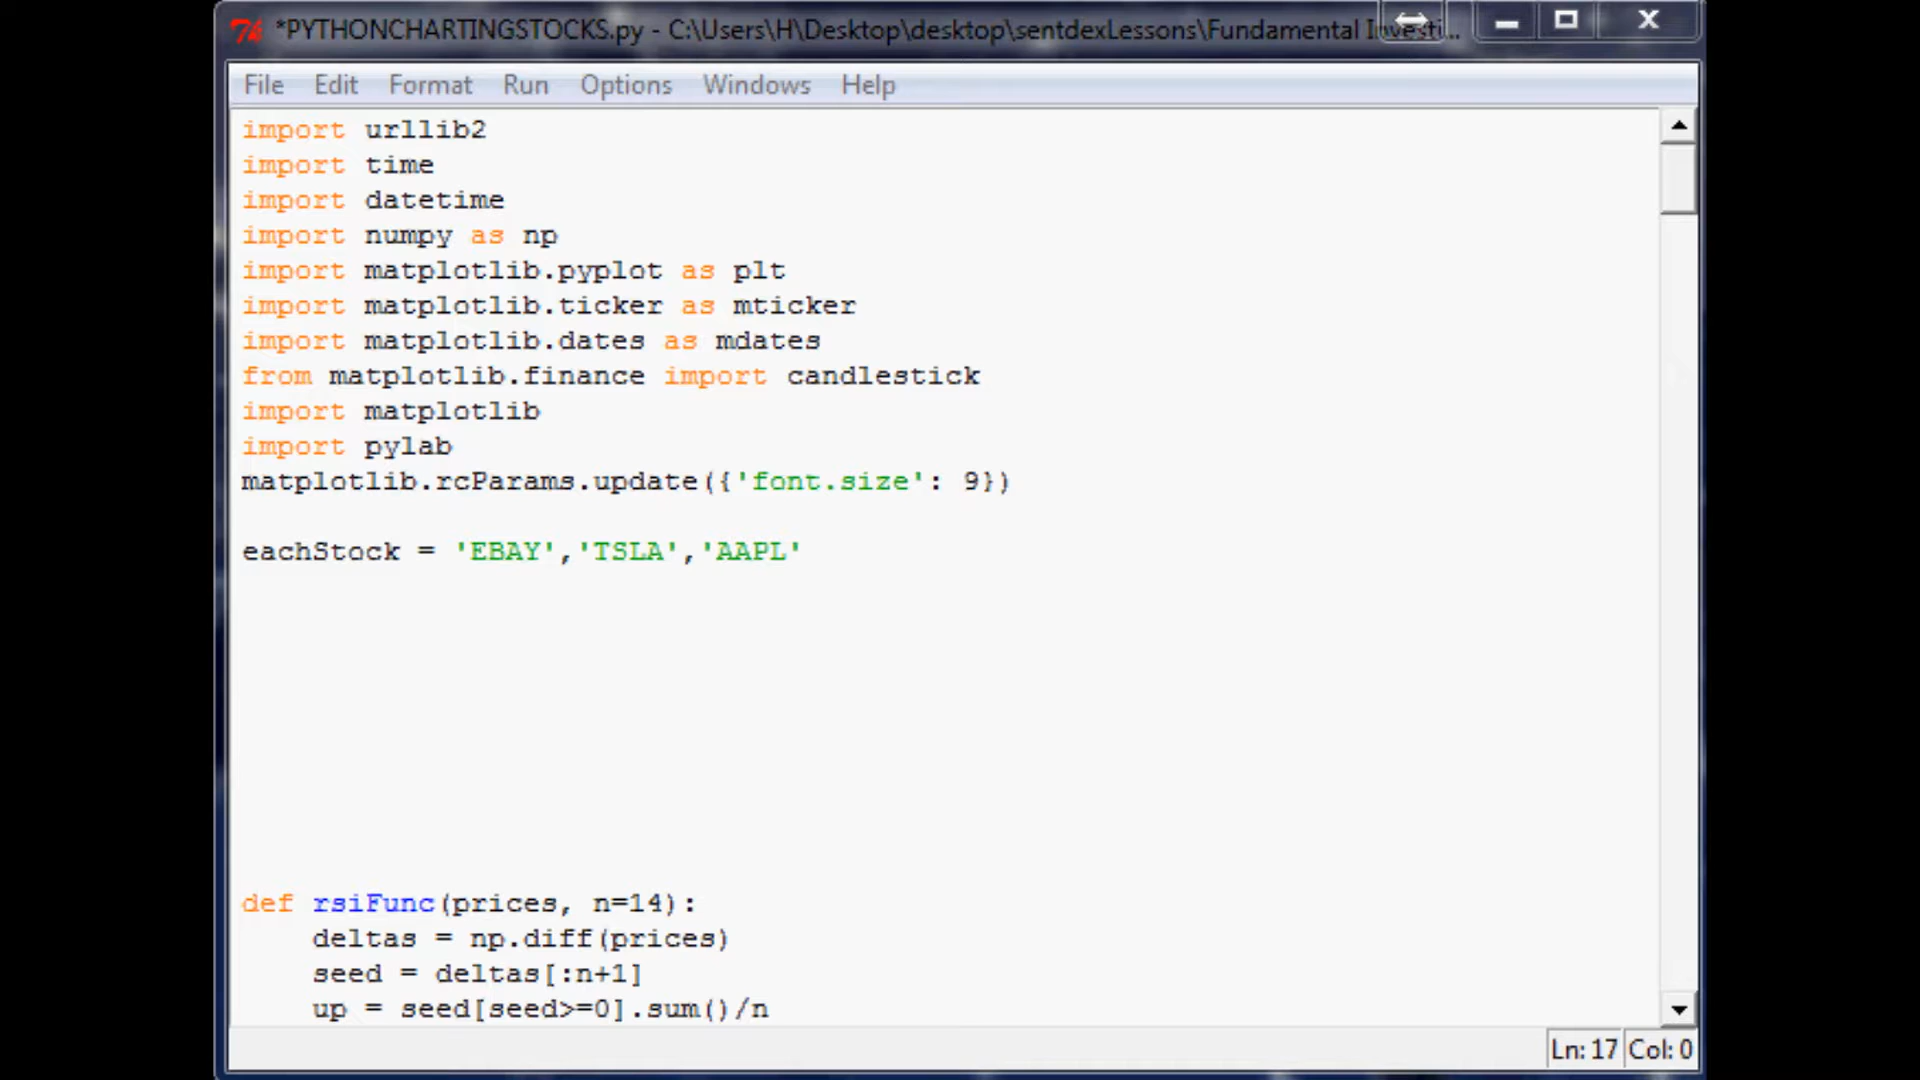 *PYTHONCHARTINGSTOCKS.py - C:\Users\H\Desktop\desktop\sentdexLessons\Fundamental Investi...
File Edit Format Run Options Windows Help
import urllib2
import time
import datetime
import numpy as np
import matplotlib.pyplot as plt
import matplotlib.ticker as mticker
import matplotlib.dates as mdates
from matplotlib.finance import candlestick
import matplotlib
import pylab
matplotlib.rcParams.update({'font.size': 9})
eachStock = 'EBAY','TSLA','AAPL'
def rsiFunc(prices, n=14):
    deltas = np.diff(prices)
    seed = deltas[:n+1]
    up = seed[seed>=0].sum()/n
Ln: 17 Col: 0